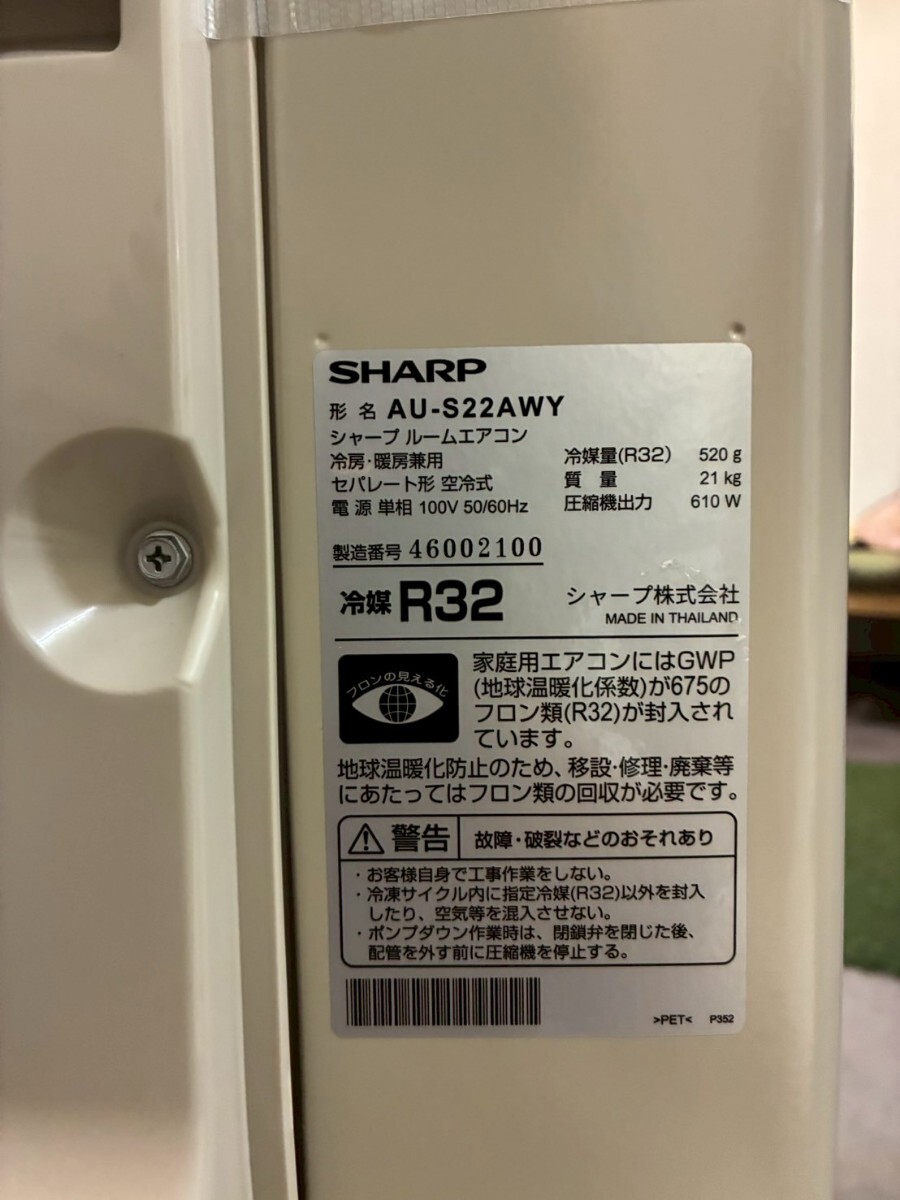 SHARP
形 名 AU-S22AWY
シャープ ルームエアコン
冷房・暖房兼用
セパレート形 空冷式
電 源 単相 100V 50/60Hz
冷媒量(R32) 520 g
質 量 21 kg
圧縮機出力 610 W
製造番号 46002100
冷媒 R32
シャープ株式会社
MADE IN THAILAND
フロンの見える化
家庭用エアコンにはGWP
(地球温暖化係数)が675の
フロン類(R32)が封入され
ています。
地球温暖化防止のため、移設・修理・廃棄等
にあたってはフロン類の回収が必要です。
警告 故障・破裂などのおそれあり
・お客様自身で工事作業をしない。
・冷凍サイクル内に指定冷媒(R32)以外を封入
したり、空気等を混入させない。
・ポンプダウン作業時は、閉鎖弁を閉じた後、
配管を外す前に圧縮機を停止する。
>PET< P352